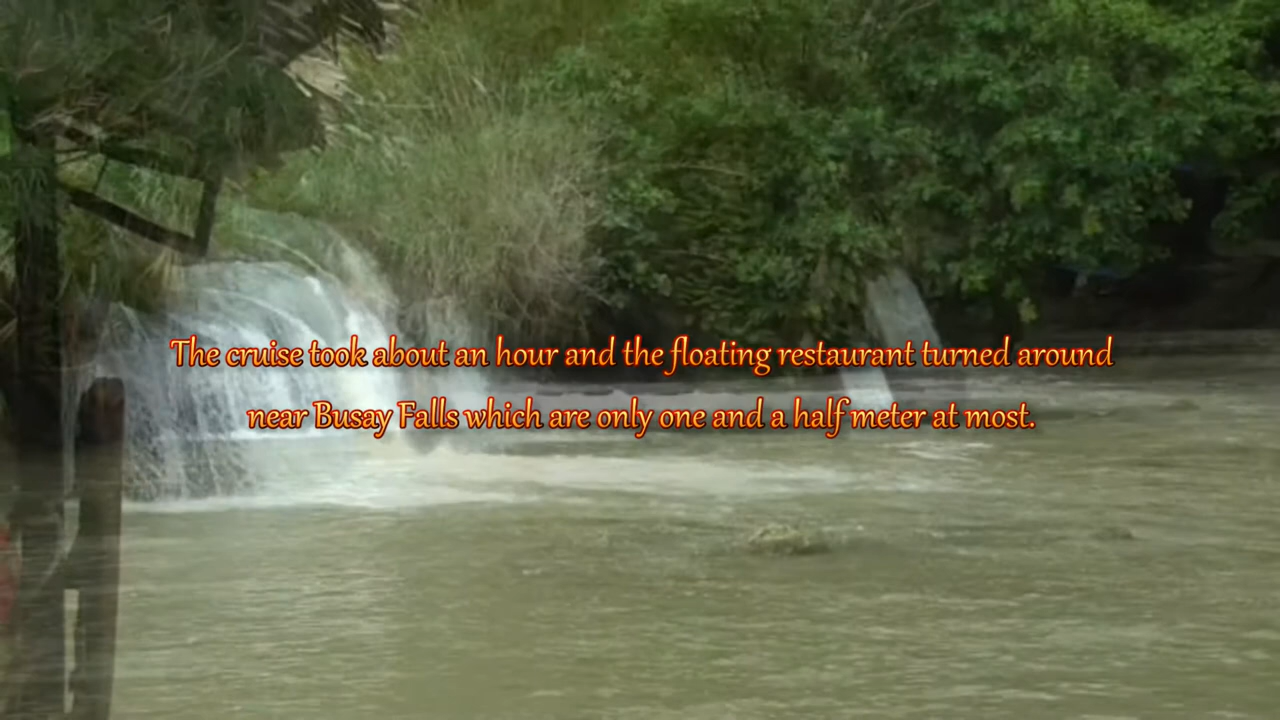 The cruise took about an hour and the floating restaurant turned around
near Busay Falls which are only one and a half meter at most.